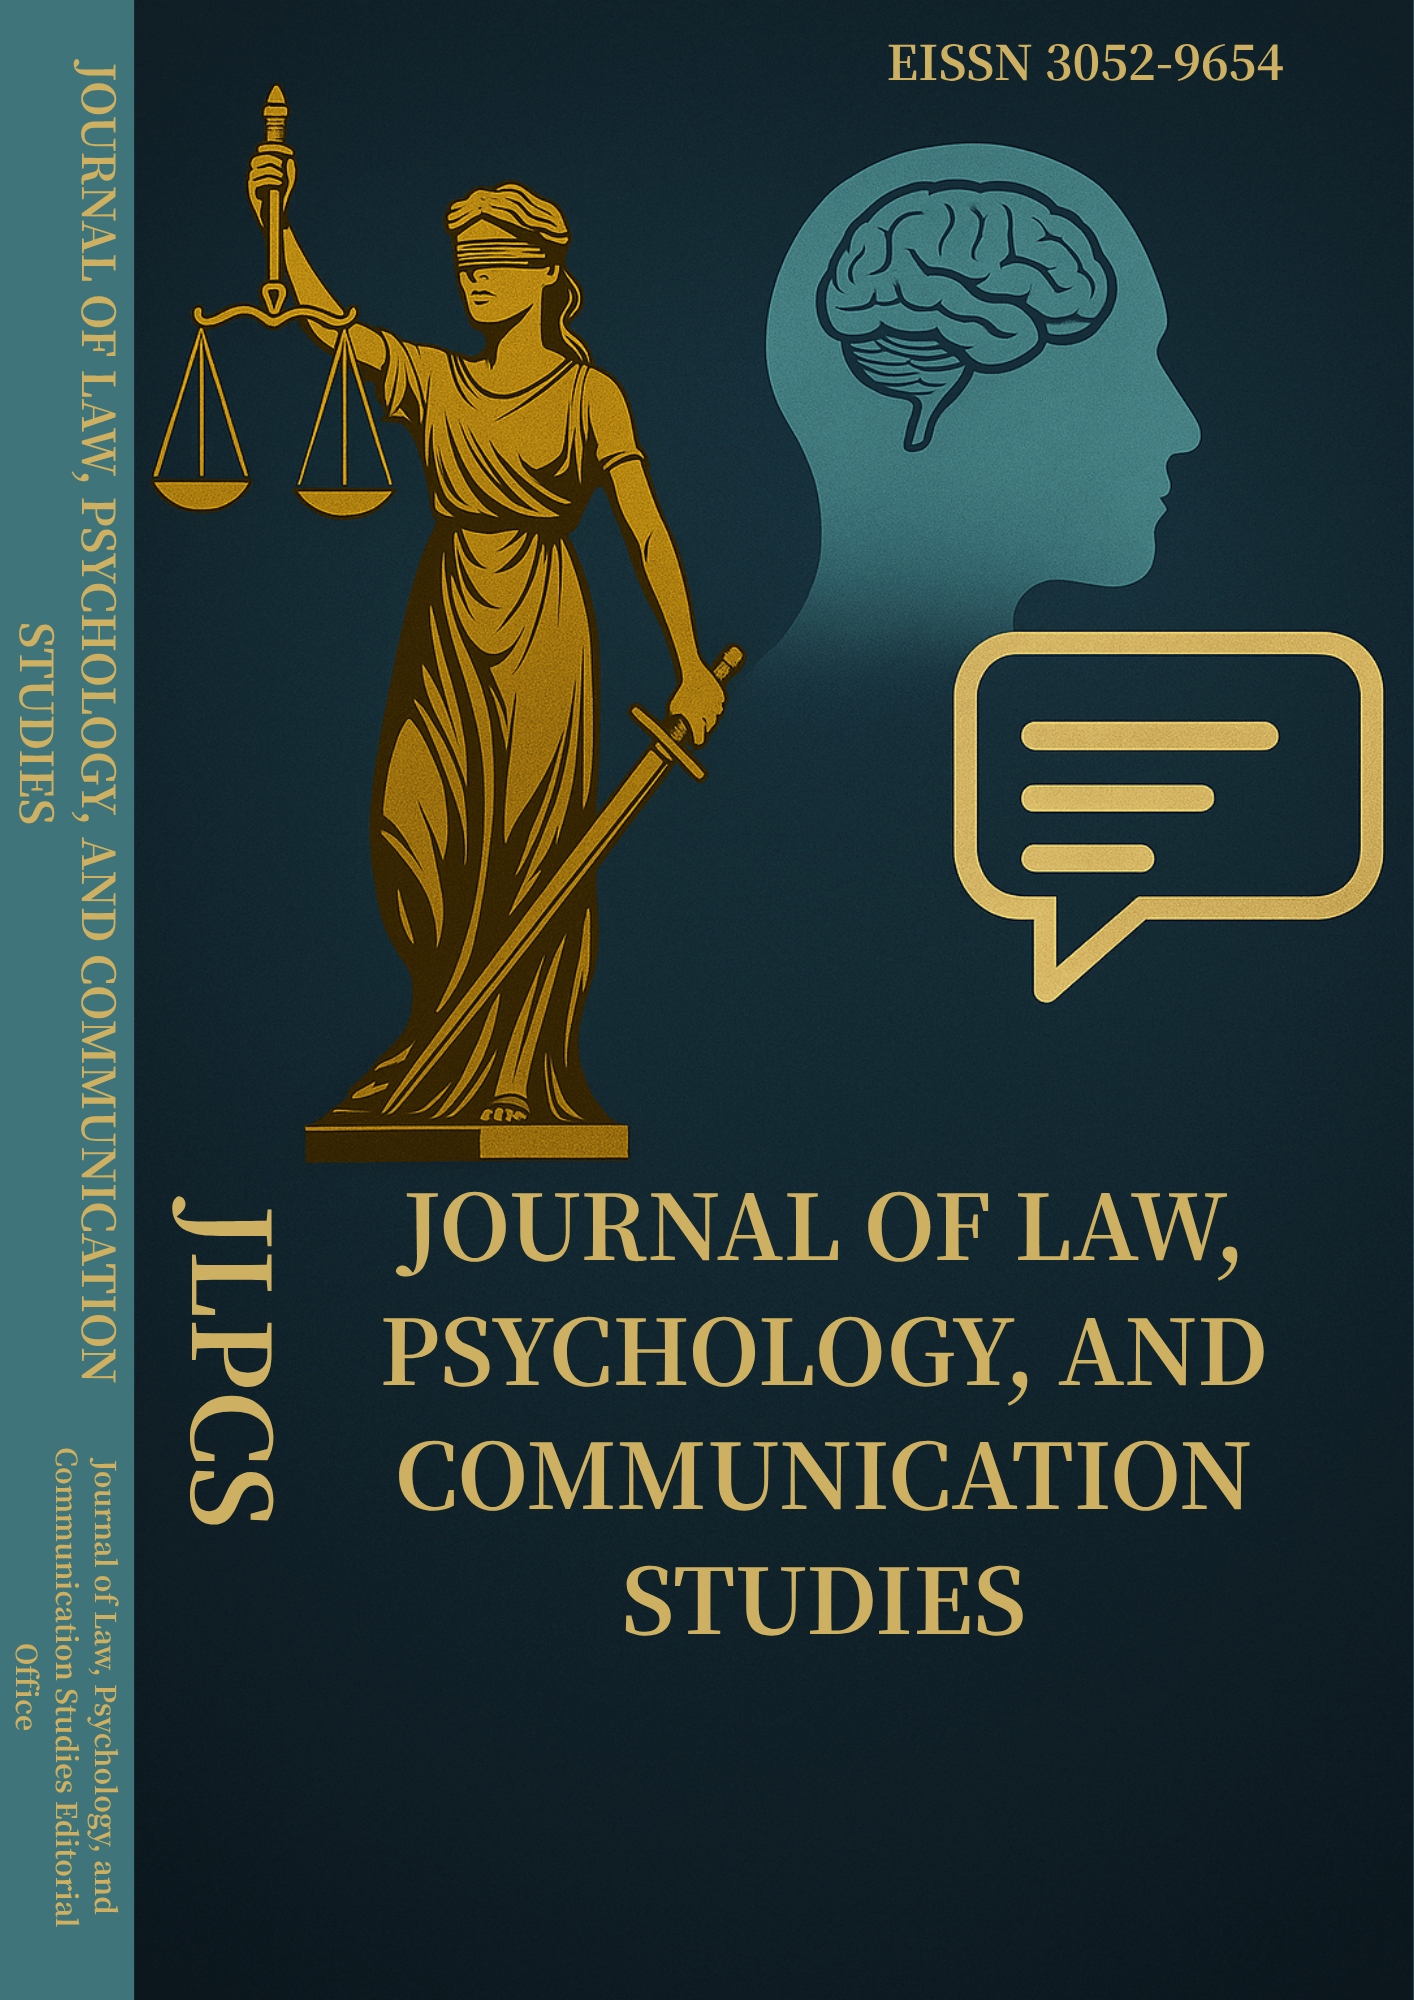 EISSN 3052-9654
JOURNAL OF LAW, PSYCHOLOGY, AND COMMUNICATION
STUDIES
Journal of Law, Psychology, and
Communication Studies Editorial
Office
JLPCS
JOURNAL OF LAW,
PSYCHOLOGY, AND
COMMUNICATION
STUDIES